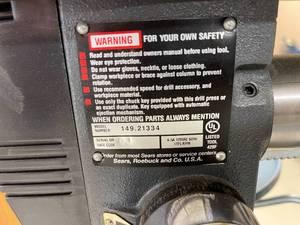 WARNING FOR YOUR OWN SAFETY
Read and understand owners manual before using tool.
Wear eye protection.
Do not wear gloves, necktie, or loose clothing.
Clamp workpiece or brace against column to prevent
rotation.
Use recommended speed for drill accessory, and
workpiece material.
Use only the chuck provided with this drill press or
an exact duplicate. Key equipped with automatic
ejection mechanism.
WHEN ORDERING PARTS ALWAYS MENTION
MODEL
NUMBER 149.21334
UL
LISTED
TOOL
Order from most Sears stores or service centers
Sears, Roebuck and Co. U.S.A.